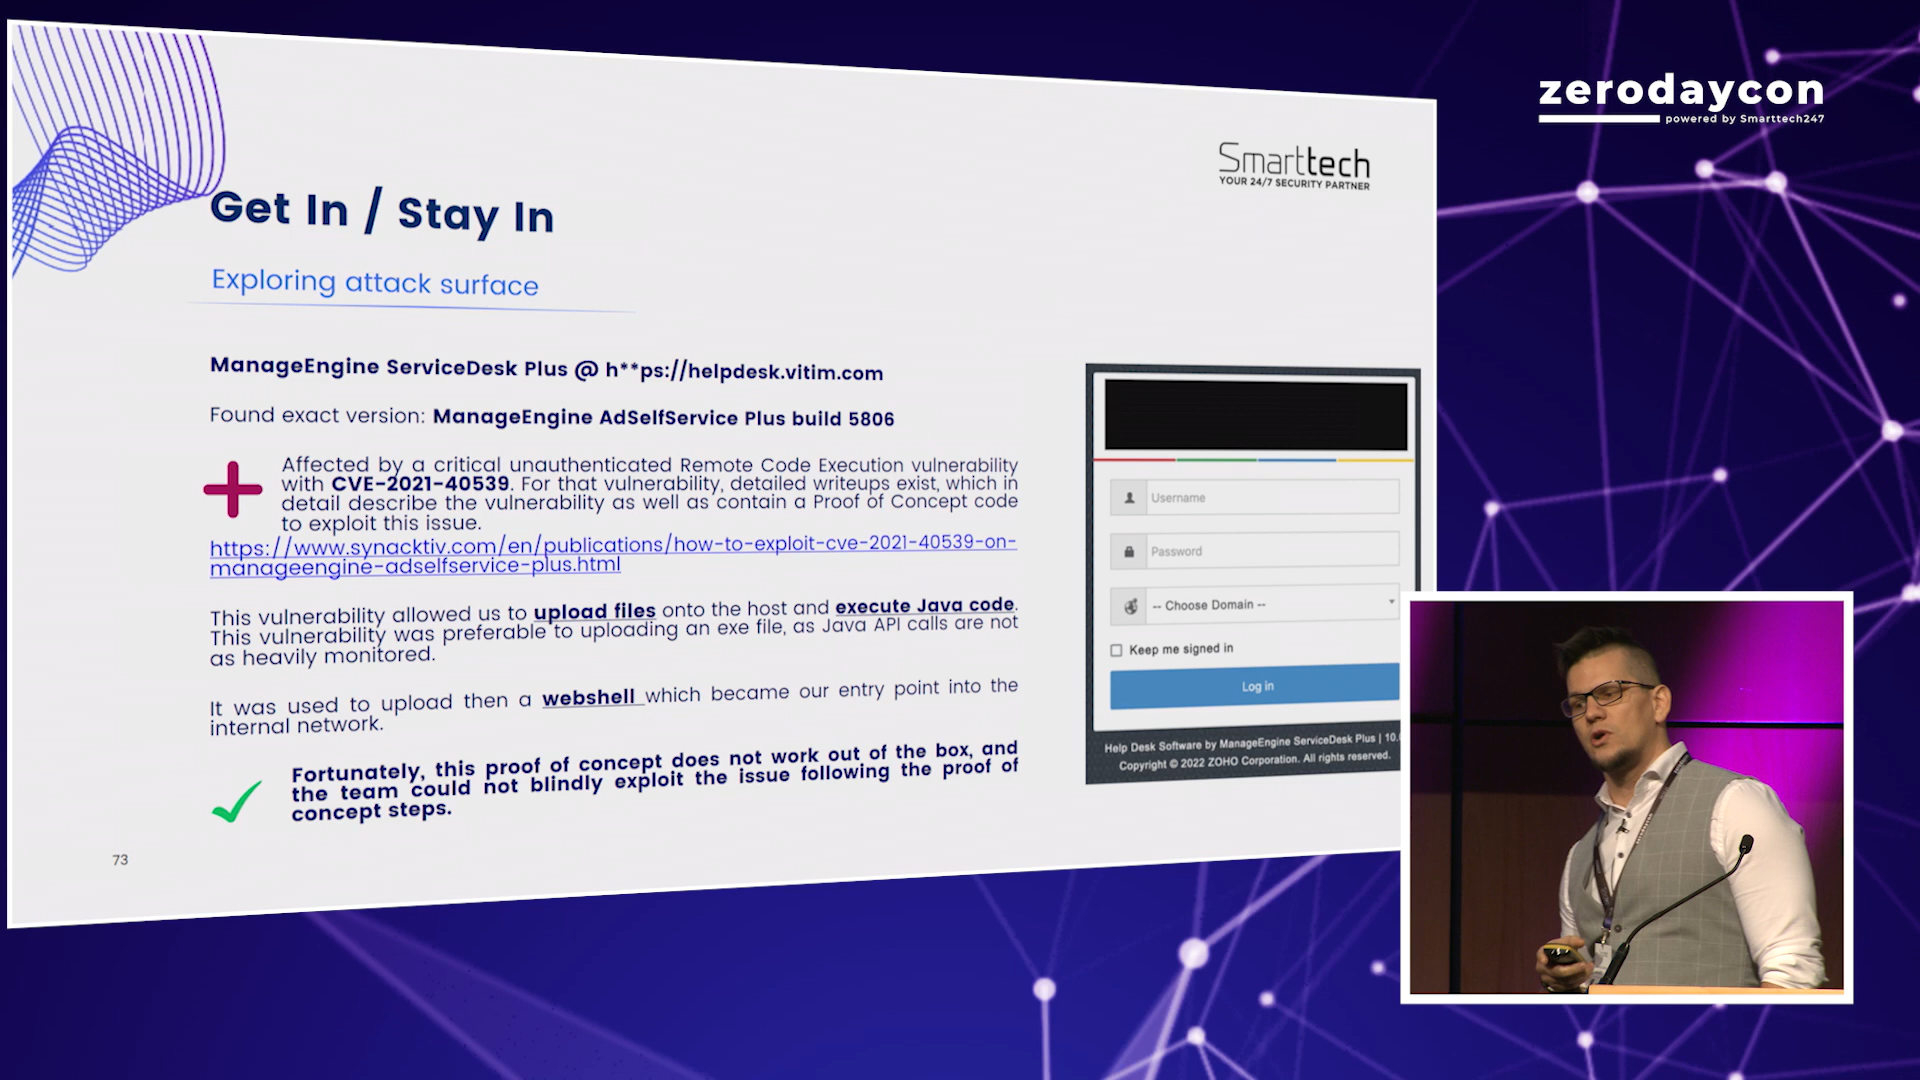 zerodaycon
powered by Smarttech247
Smarttech
YOUR 24/7 SECURITY PARTNER
Get In / Stay In
Exploring attack surface
ManageEngine ServiceDesk Plus @ h**ps://helpdesk.vitim.com
Found exact version: ManageEngine AdSelfService Plus build 5806
Affected by a critical unauthenticated Remote Code Execution vulnerability
with CVE-2021-40539. For that vulnerability, detailed writeups exist, which in
detail describe the vulnerability as well as contain a Proof of Concept code
to exploit this issue.
https://www.synacktiv.com/en/publications/how-to-exploit-cve-2021-40539-on-
manageengine-adselfservice-plus.html
This vulnerability allowed us to upload files onto the host and execute Java code.
This vulnerability was preferable to uploading an exe file, as Java API calls are not
as heavily monitored.
It was used to upload then a webshell which became our entry point into the
internal network.
Fortunately, this proof of concept does not work out of the box, and
the team could not blindly exploit the issue following the proof of
concept steps.
73
Username
Password
-- Choose Domain --
Keep me signed in
Log in
Help Desk Software by ManageEngine ServiceDesk Plus | 10.
Copyright © 2022 ZOHO Corporation. All rights reserved.